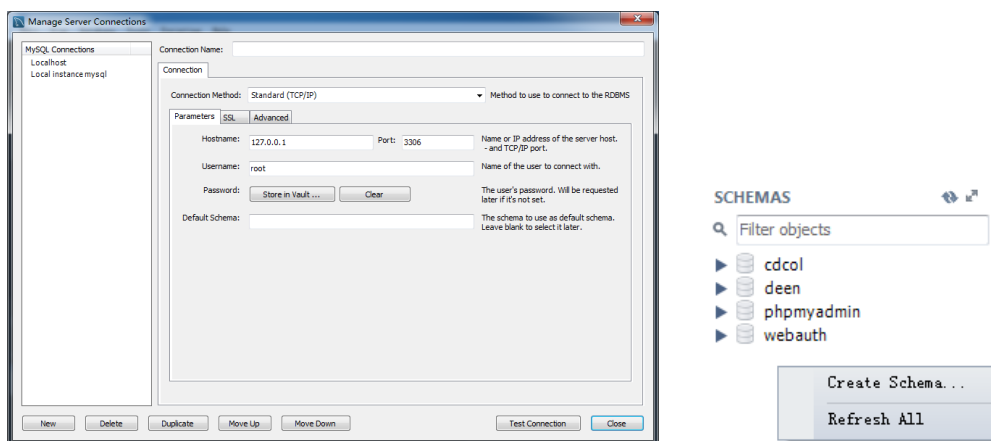 Manage Server Connections
MySQL Connections
Localhost
Local instance mysql
Connection Name:
Connection
Connection Method: Standard (TCP/IP) Method to use to connect to the RDBMS
Parameters SSL Advanced
Hostname: 127.0.0.1 Port: 3306 Name or IP address of the server host.
- and TCP/IP port.
Username: root Name of the user to connect with.
Password: Store in Vault ... Clear The user's password. Will be requested
later if it's not set.
Default Schema: The schema to use as default schema.
Leave blank to select it later.
New Delete Duplicate Move Up Move Down Test Connection Close
SCHEMAS
Filter objects
cdcol
deen
phpmyadmin
webauth
Create Schema...
Refresh All